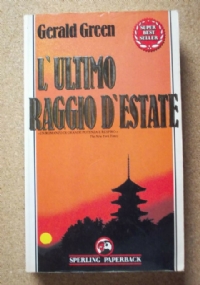 Gerald Green
SUPER
BEST
SELLER
L'ULTIMO
RAGGIO D'ESTATE
SPERLING PAPERBACK